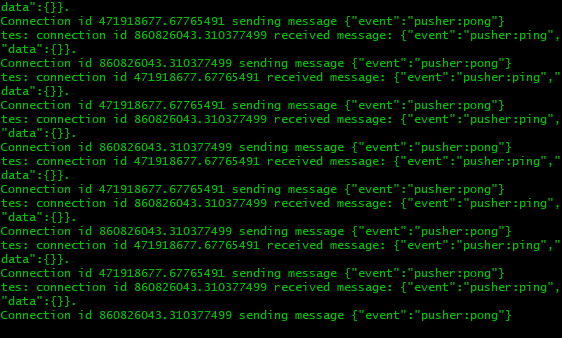 data":{}}.
Connection id 471918677.67765491 sending message {"event":"pusher:pong"}
tes: connection id 860826043.310377499 received message: {"event":"pusher:ping",
"data":{}}.
Connection id 860826043.310377499 sending message {"event":"pusher:pong"}
tes: connection id 471918677.67765491 received message: {"event":"pusher:ping","
data":{}}.
Connection id 471918677.67765491 sending message {"event":"pusher:pong"}
tes: connection id 860826043.310377499 received message: {"event":"pusher:ping",
"data":{}}.
Connection id 860826043.310377499 sending message {"event":"pusher:pong"}
tes: connection id 471918677.67765491 received message: {"event":"pusher:ping","
data":{}}.
Connection id 471918677.67765491 sending message {"event":"pusher:pong"}
tes: connection id 860826043.310377499 received message: {"event":"pusher:ping",
"data":{}}.
Connection id 860826043.310377499 sending message {"event":"pusher:pong"}
tes: connection id 471918677.67765491 received message: {"event":"pusher:ping","
data":{}}.
Connection id 471918677.67765491 sending message {"event":"pusher:pong"}
tes: connection id 860826043.310377499 received message: {"event":"pusher:ping",
"data":{}}.
Connection id 860826043.310377499 sending message {"event":"pusher:pong"}